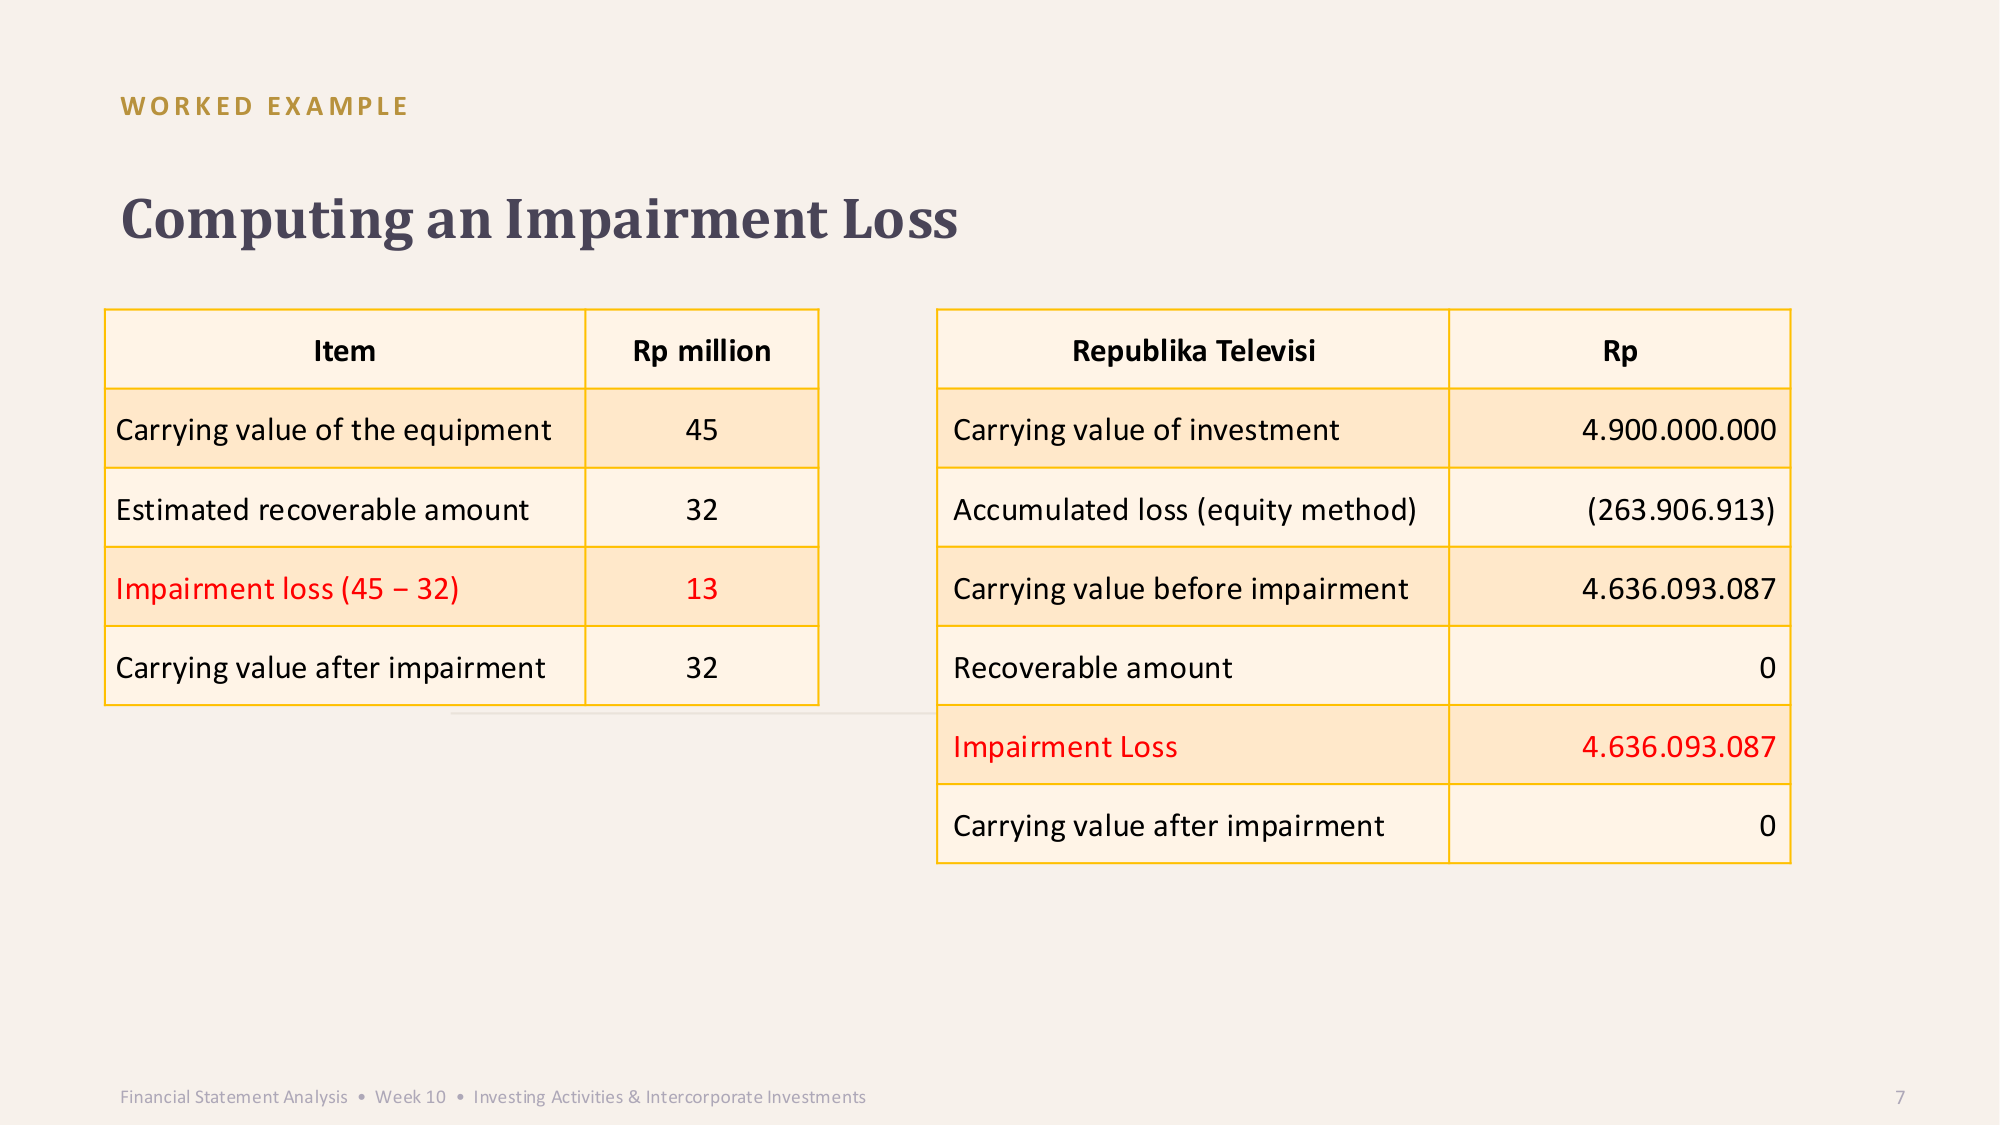 WORKED EXAMPLE
Computing an Impairment Loss
Item Rp million
Carrying value of the equipment 45
Estimated recoverable amount 32
Impairment loss (45 − 32) 13
Carrying value after impairment 32
Republika Televisi Rp
Carrying value of investment 4.900.000.000
Accumulated loss (equity method) (263.906.913)
Carrying value before impairment 4.636.093.087
Recoverable amount 0
Impairment Loss 4.636.093.087
Carrying value after impairment 0
Financial Statement Analysis • Week 10 • Investing Activities & Intercorporate Investments 7